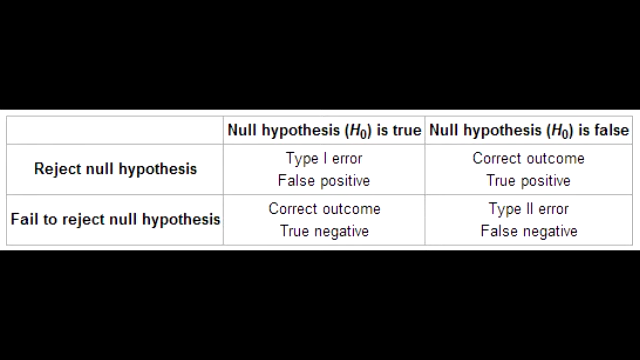 Null hypothesis (H0) is true Null hypothesis (H0) is false
Reject null hypothesis
Type I error
False positive
Correct outcome
True positive
Fail to reject null hypothesis
Correct outcome
True negative
Type II error
False negative